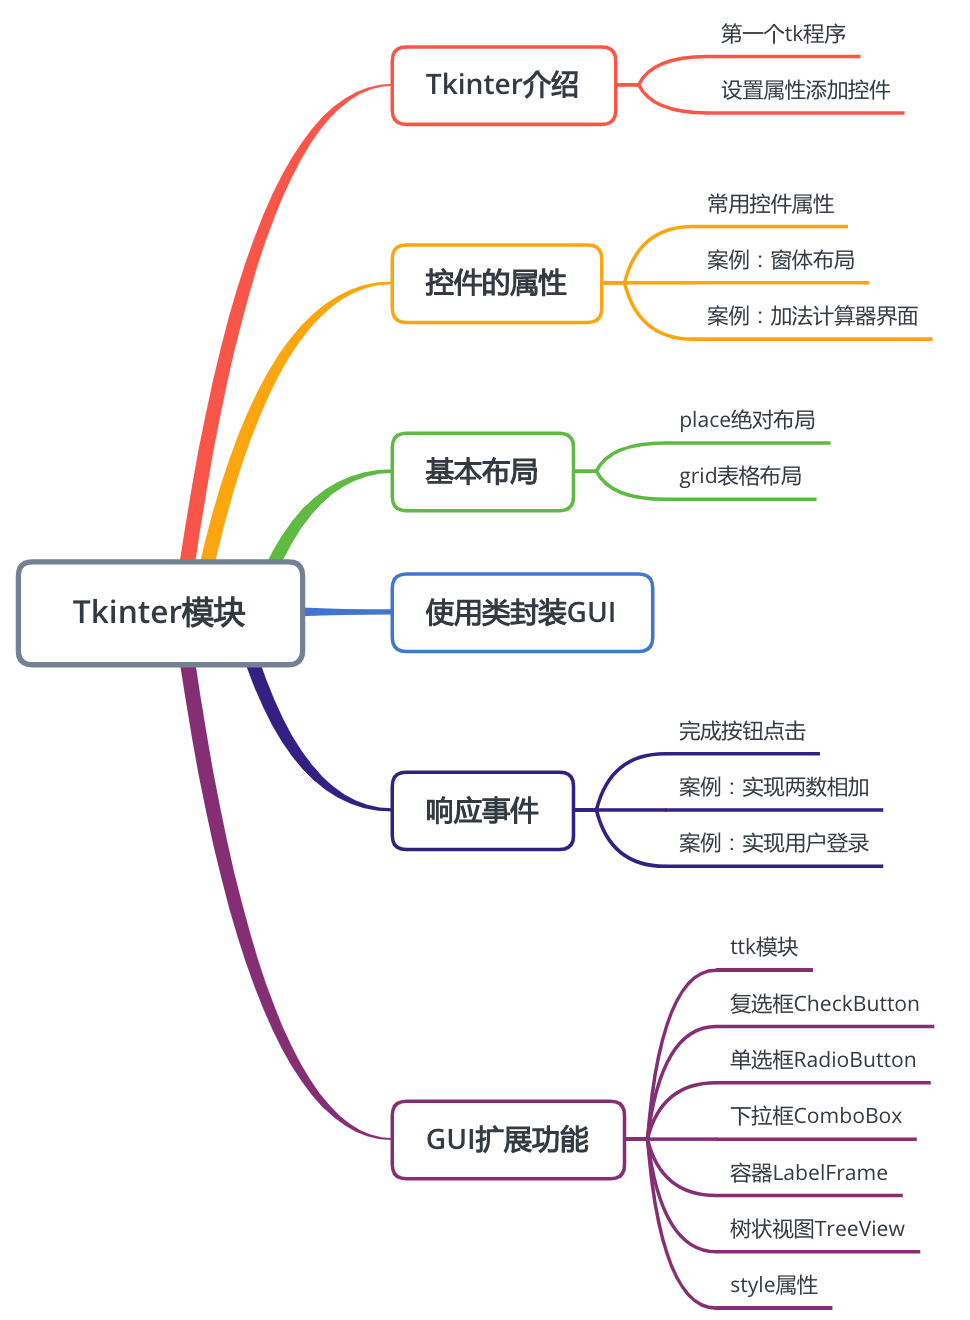 Tkinter模块
Tkinter介绍
第一个tk程序
设置属性添加控件
控件的属性
常用控件属性
案例：窗体布局
案例：加法计算器界面
基本布局
place绝对布局
grid表格布局
使用类封装GUI
响应事件
完成按钮点击
案例：实现两数相加
案例：实现用户登录
GUI扩展功能
ttk模块
复选框CheckButton
单选框RadioButton
下拉框ComboBox
容器LabelFrame
树状视图TreeView
style属性